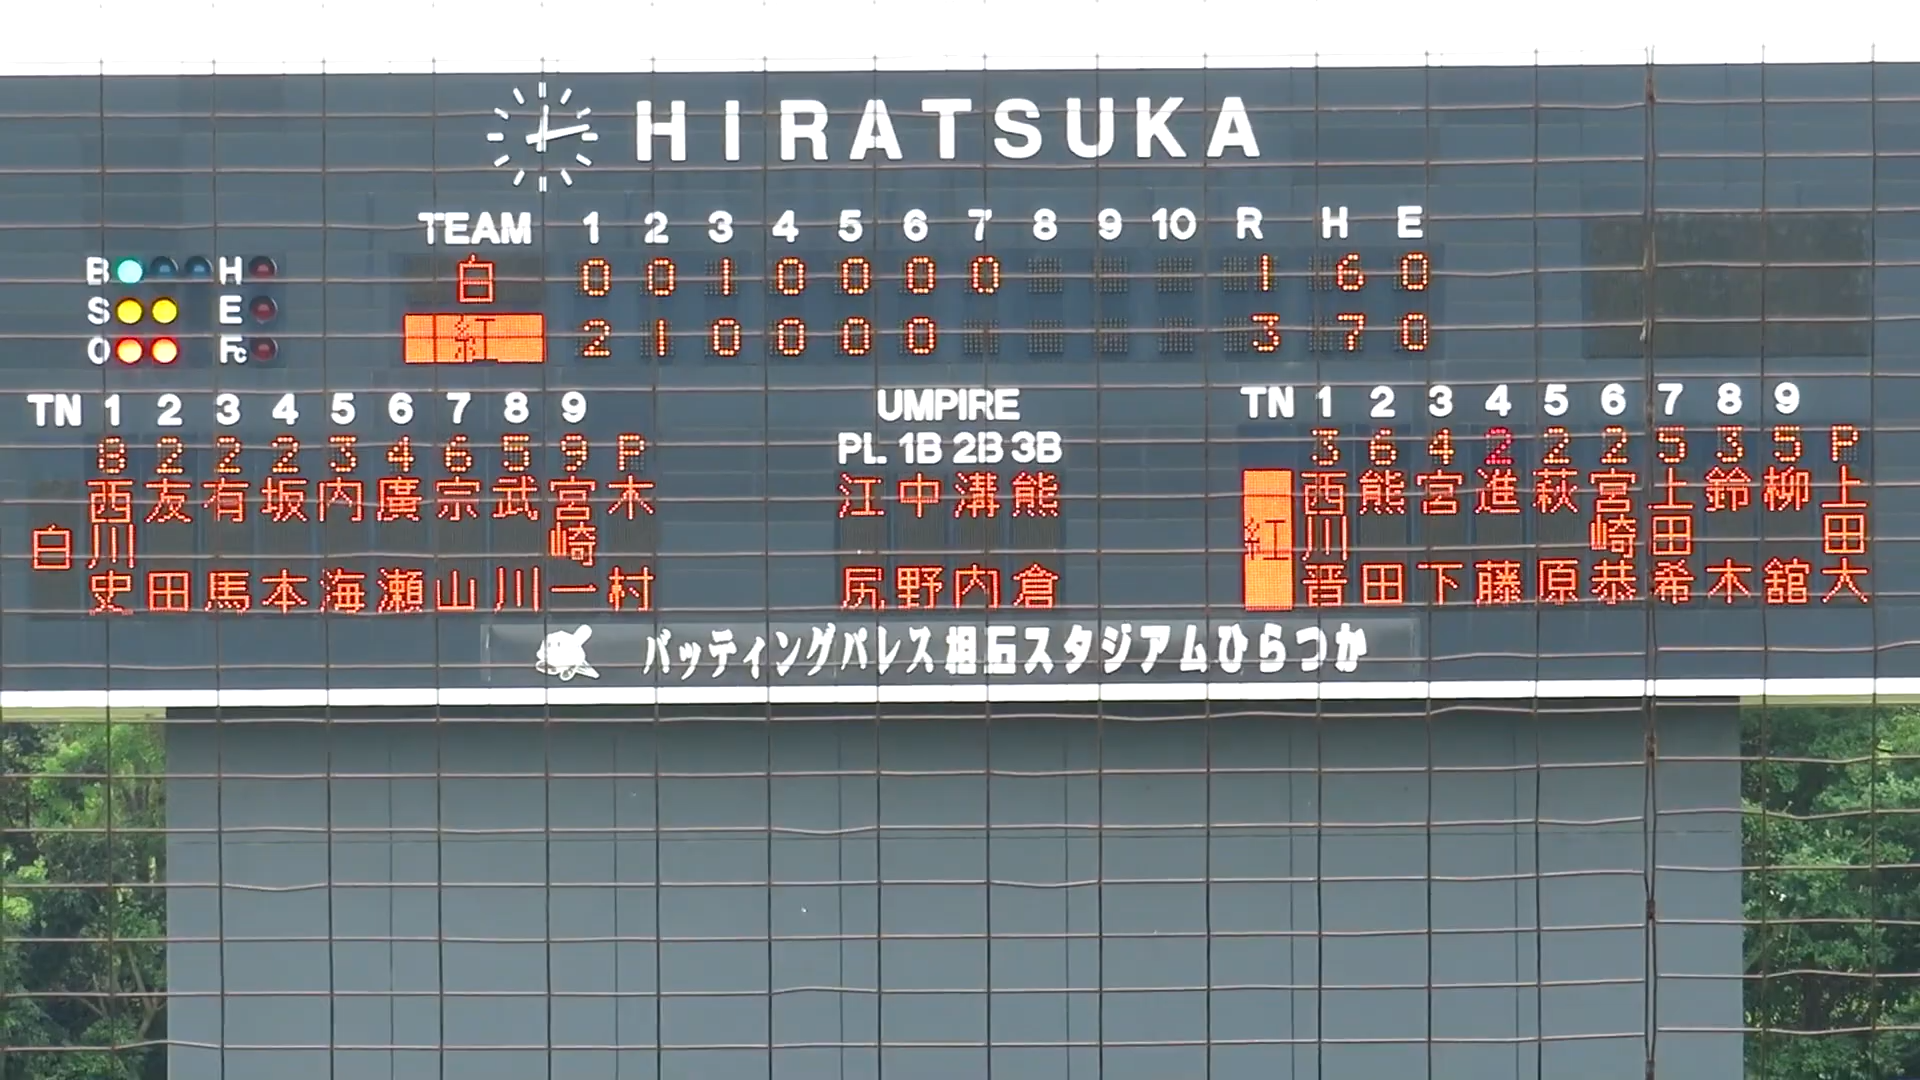 HIRATSUKA
TEAM 1 2 3 4 5 6 7 8 9 10 R H E
白 0 0 1 0 0 0 0 1 6 0
紅 2 1 0 0 0 0 3 7 0
B H
S E
O Fc
TN 1 2 3 4 5 6 7 8 9
8 2 2 2 3 4 6 5 9 P
白 西川史 友田 有馬 坂本 内海 廣瀬 宗山 武川 宮崎一 木村
UMPIRE
PL 1B 2B 3B
江尻 中野 溝内 熊倉
TN 1 2 3 4 5 6 7 8 9
3 6 4 2 2 2 5 3 5 P
紅 西川晋 熊田 宮下 進藤 萩原 宮崎恭 上田希 鈴木 柳舘 上田大
バッティングパレス相石スタジアムひらつか